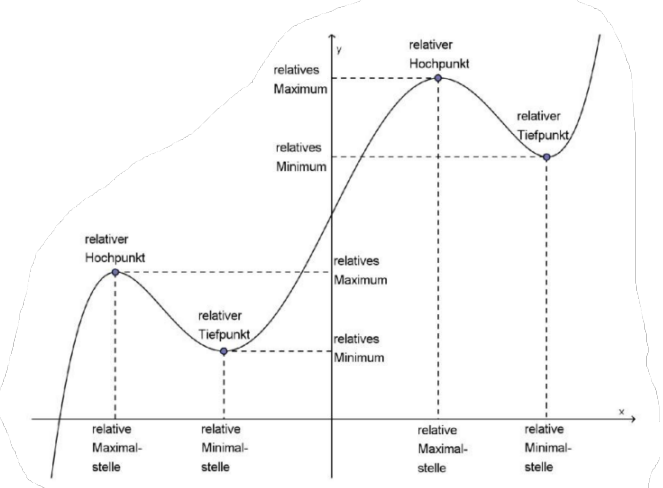 relativer
Hochpunkt
y
relatives
Maximum
relativer
Tiefpunkt
relatives
Minimum
relativer
Hochpunkt
relatives
Maximum
relativer
Tiefpunkt
relatives
Minimum
x
relative
Maximal-
stelle
relative
Minimal-
stelle
relative
Maximal-
stelle
relative
Minimal-
stelle